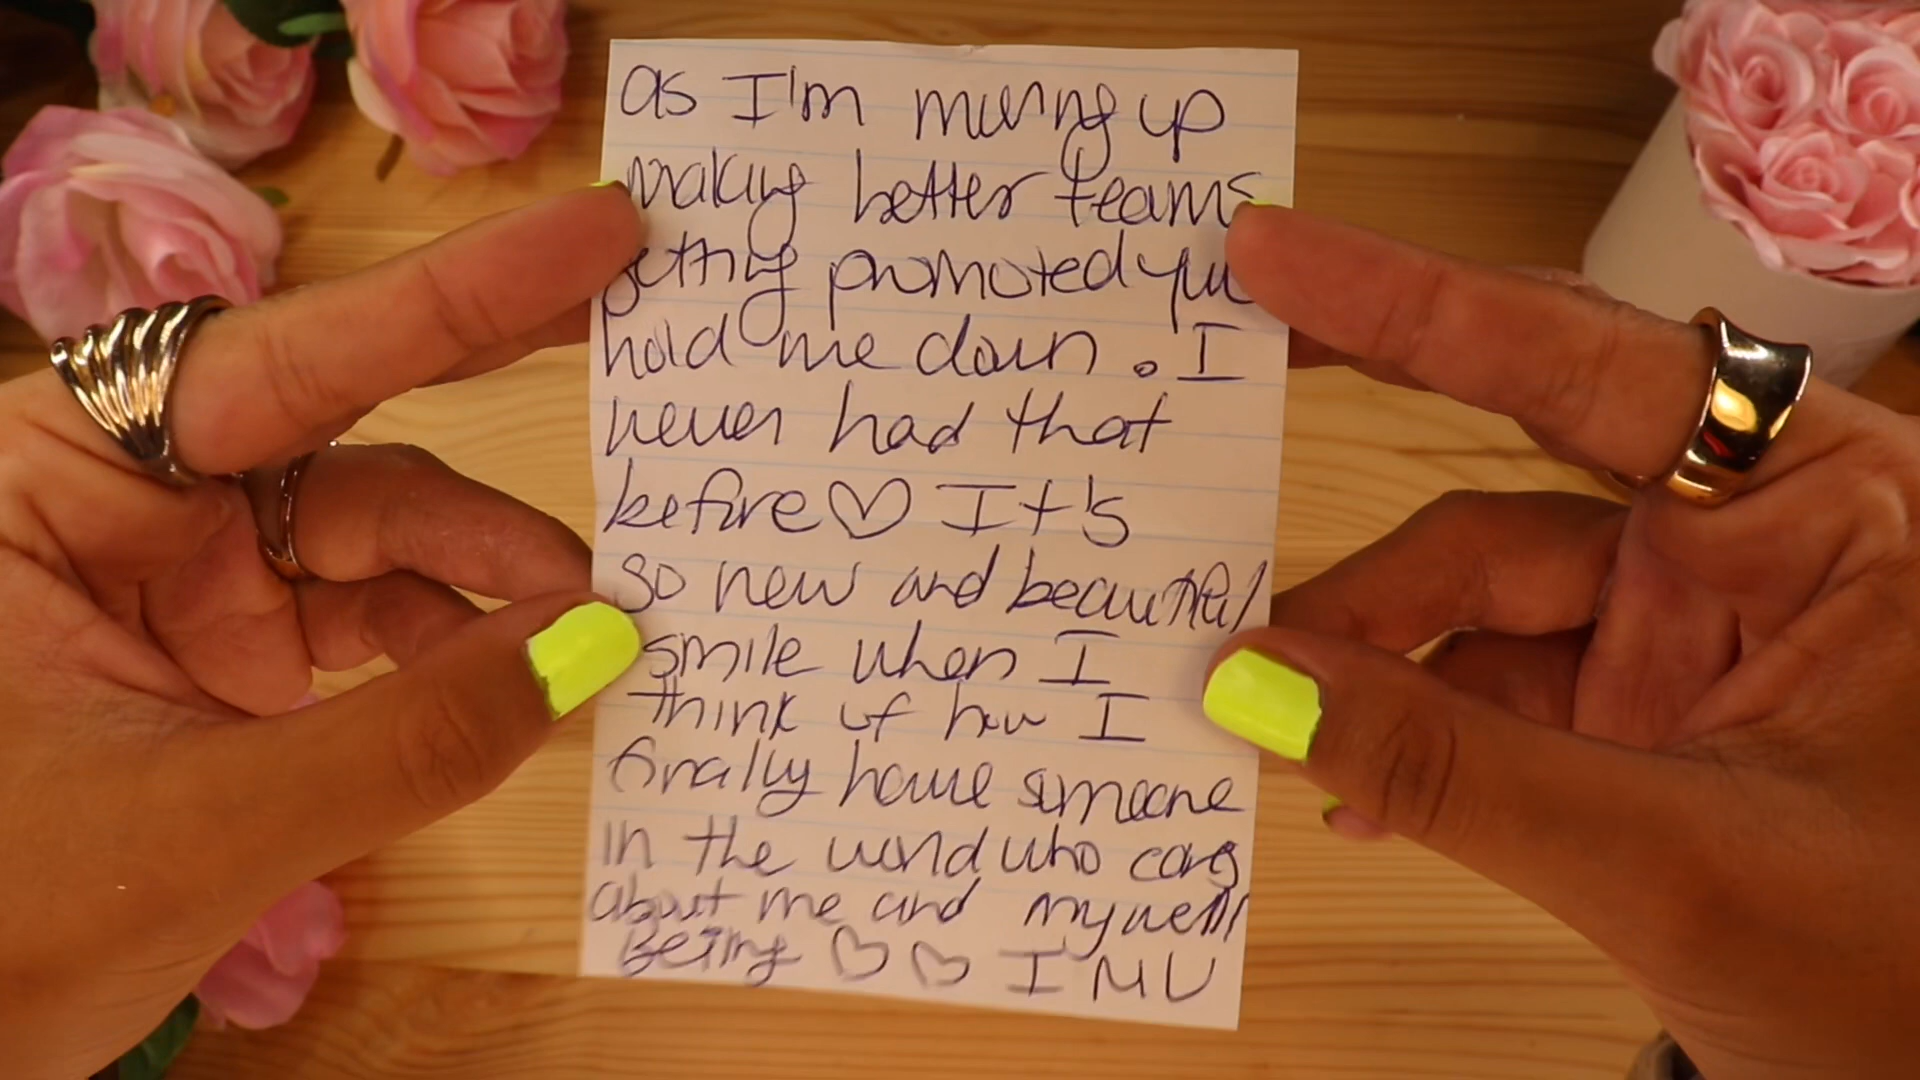 as I'm moving up
making better teams
getting promoted you
hold me down. I
never had that
before ♡ It's
so new and beautiful
smile when I
think of how I
finally have someone
in the world who cares
about me and my well
Being ♡ ♡ I M U